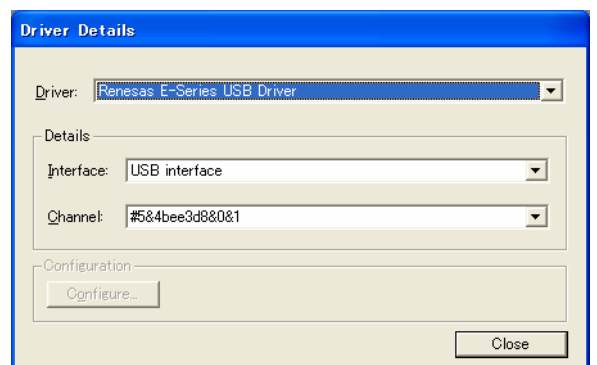 Driver Details
Driver: Renesas E-Series USB Driver
Details
Interface: USB interface
Channel: #5&4bee3d8&0&1
Configuration
Configure...
Close